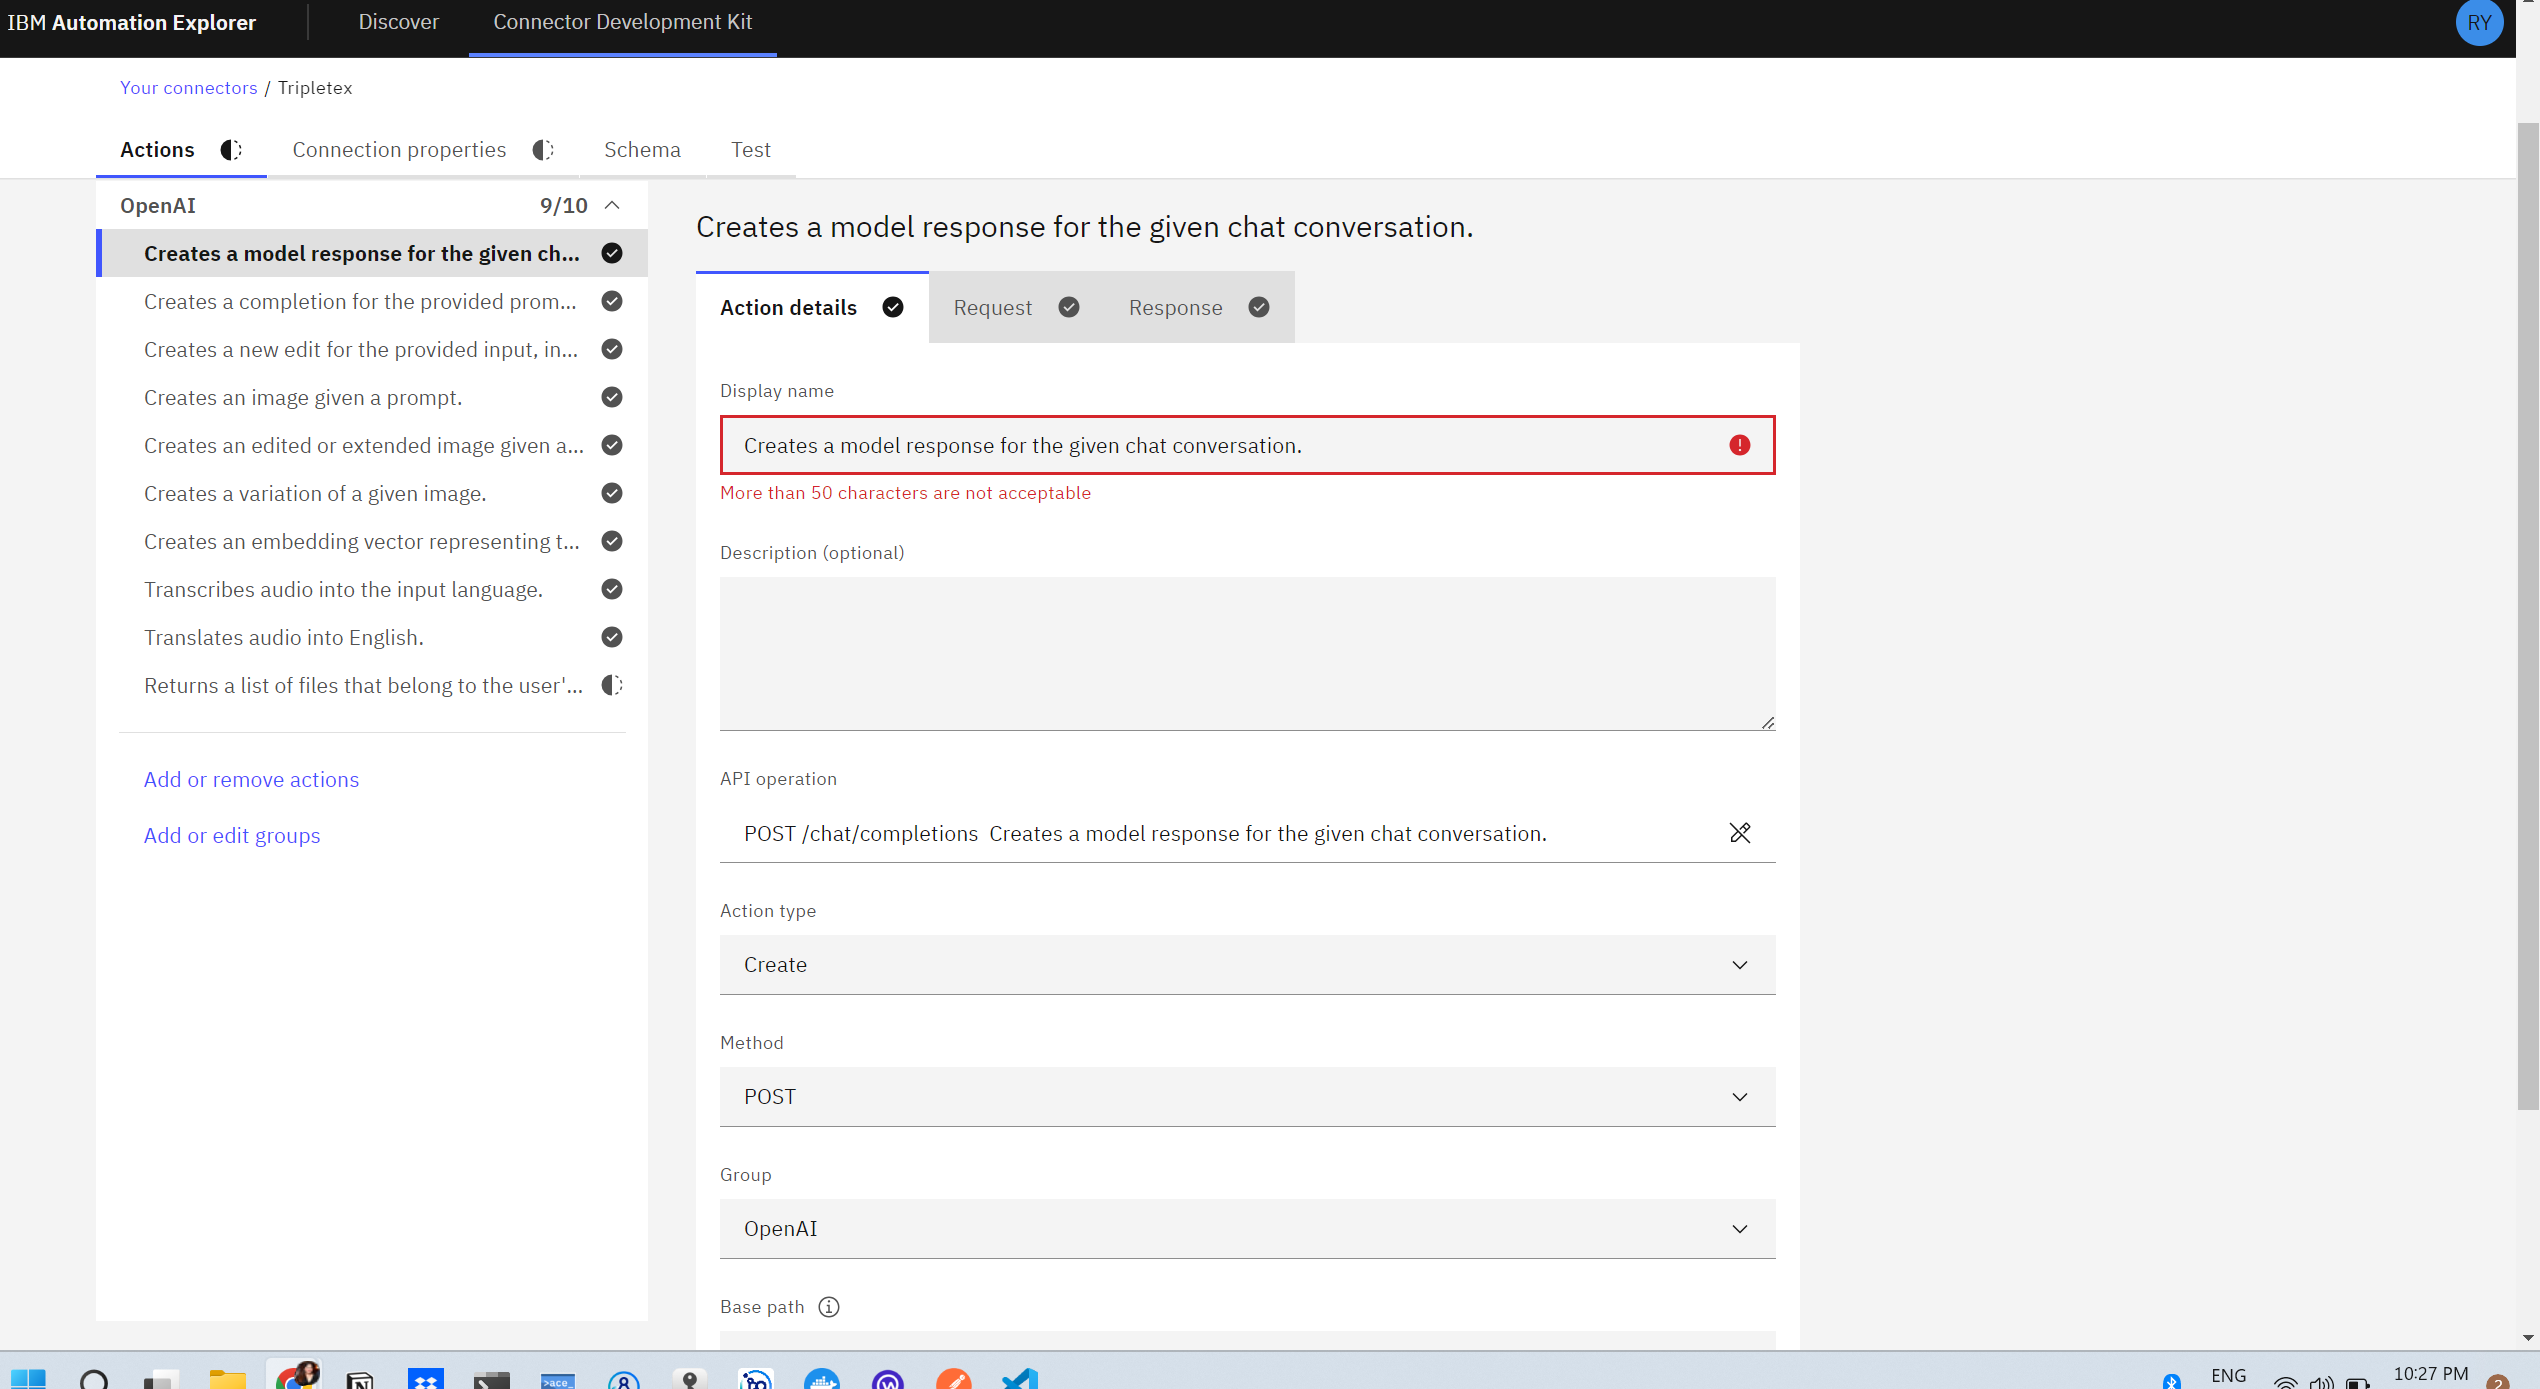 IBM Automation Explorer
Discover
Connector Development Kit
RY
Your connectors / Tripletex
Actions
Connection properties
Schema
Test
OpenAI 9/10
Creates a model response for the given ch...
Creates a completion for the provided prom...
Creates a new edit for the provided input, in...
Creates an image given a prompt.
Creates an edited or extended image given a...
Creates a variation of a given image.
Creates an embedding vector representing t...
Transcribes audio into the input language.
Translates audio into English.
Returns a list of files that belong to the user'...
Add or remove actions
Add or edit groups
Creates a model response for the given chat conversation.
Action details
Request
Response
Display name
Creates a model response for the given chat conversation.
More than 50 characters are not acceptable
Description (optional)
API operation
POST /chat/completions Creates a model response for the given chat conversation.
Action type
Create
Method
POST
Group
OpenAI
Base path
>ace_
ENG
10:27 PM
2